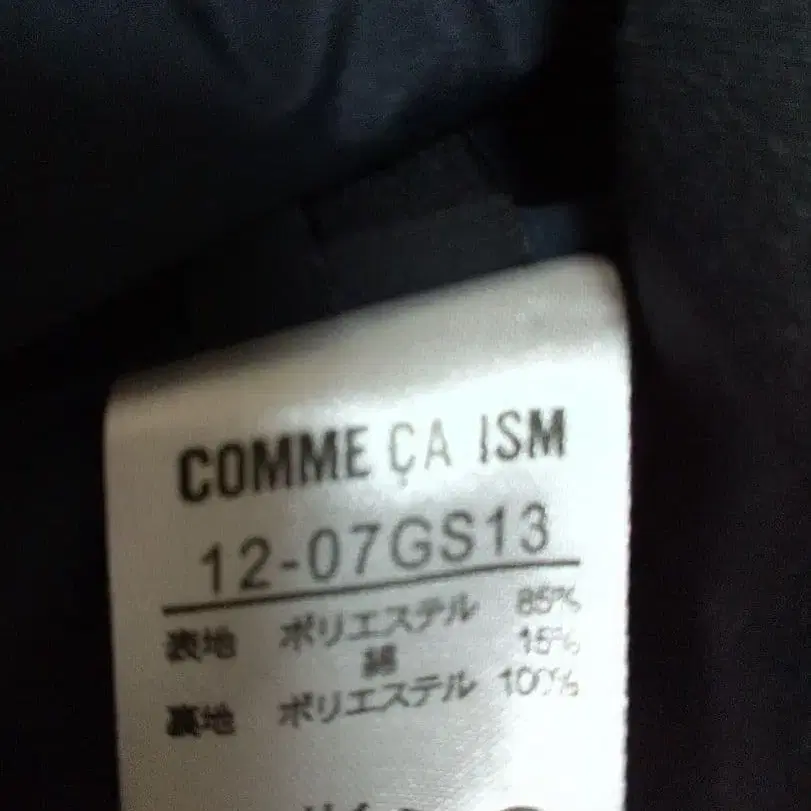 COMME ÇA ISM
12-07GS13
表地 ポリエステル 85%
綿 15%
裏地 ポリエステル 100%